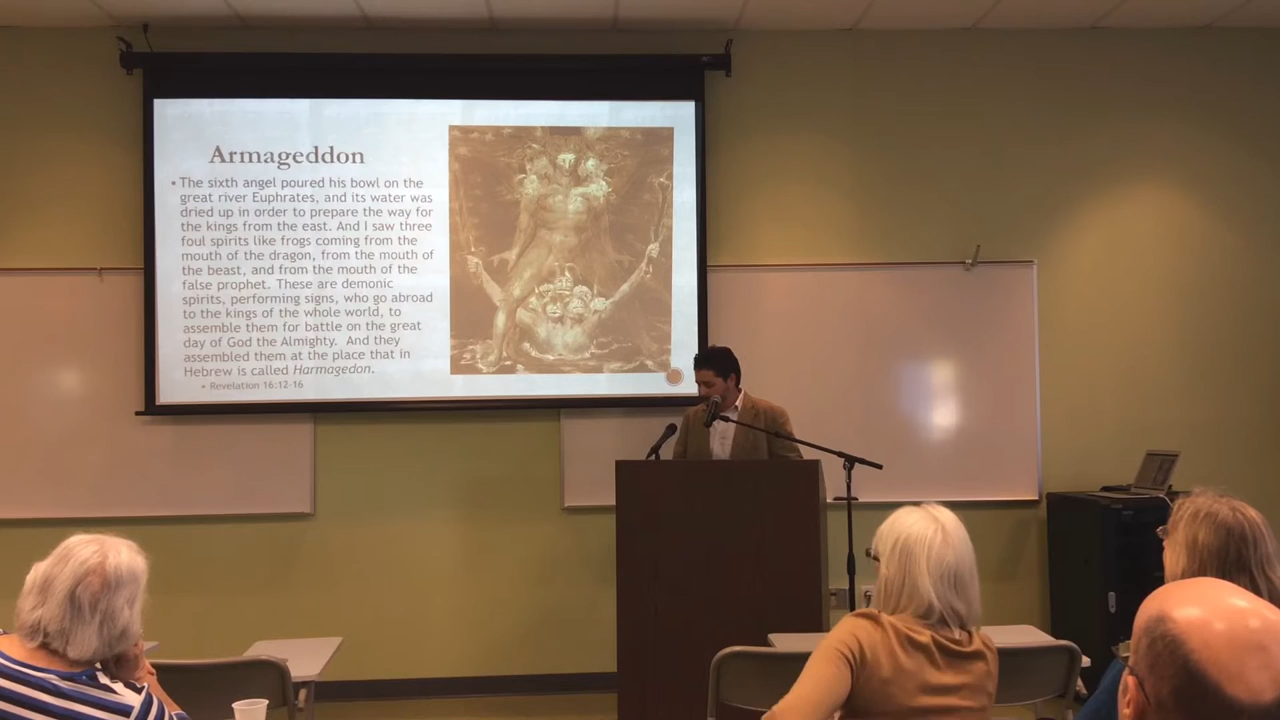 Armageddon
• The sixth angel poured his bowl on the
great river Euphrates, and its water was
dried up in order to prepare the way for
the kings from the east. And I saw three
foul spirits like frogs coming from the
mouth of the dragon, from the mouth of
the beast, and from the mouth of the
false prophet. These are demonic
spirits, performing signs, who go abroad
to the kings of the whole world, to
assemble them for battle on the great
day of God the Almighty.  And they
assembled them at the place that in
Hebrew is called Harmagedon.
• Revelation 16:12-16